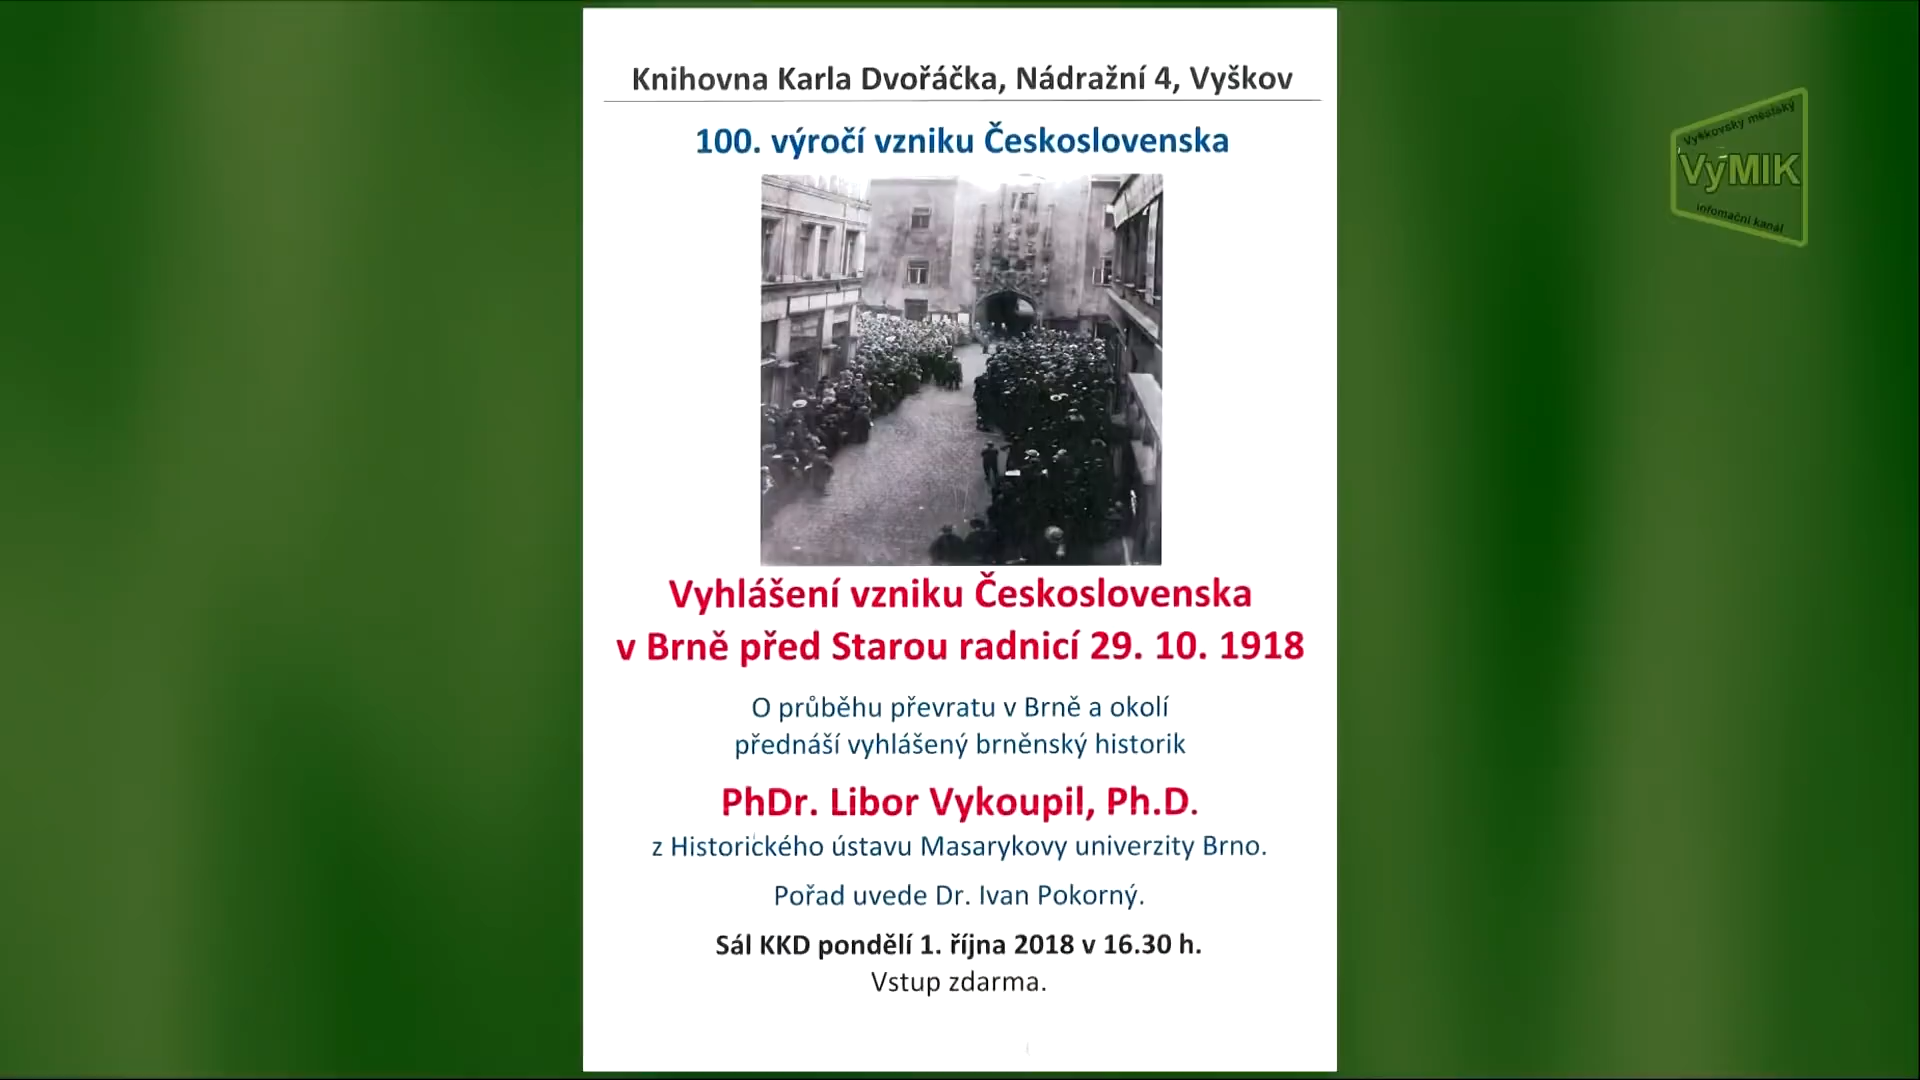 Knihovna Karla Dvořáčka, Nádražní 4, Vyškov
100. výročí vzniku Československa
Vyhlášení vzniku Československa
v Brně před Starou radnicí 29. 10. 1918
O průběhu převratu v Brně a okolí
přednáší vyhlášený brněnský historik
PhDr. Libor Vykoupil, Ph.D.
z Historického ústavu Masarykovy univerzity Brno.
Pořad uvede Dr. Ivan Pokorný.
Sál KKD pondělí 1. října 2018 v 16.30 h.
Vstup zdarma.
Vyškovský městský
VyMIK
infomační kanál